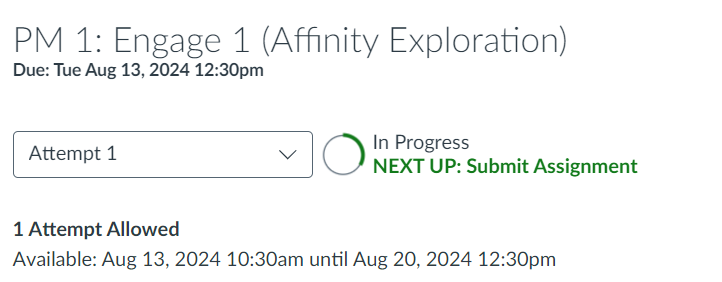 PM 1: Engage 1 (Affinity Exploration)
Due: Tue Aug 13, 2024 12:30pm
Attempt 1
In Progress
NEXT UP: Submit Assignment
1 Attempt Allowed
Available: Aug 13, 2024 10:30am until Aug 20, 2024 12:30pm